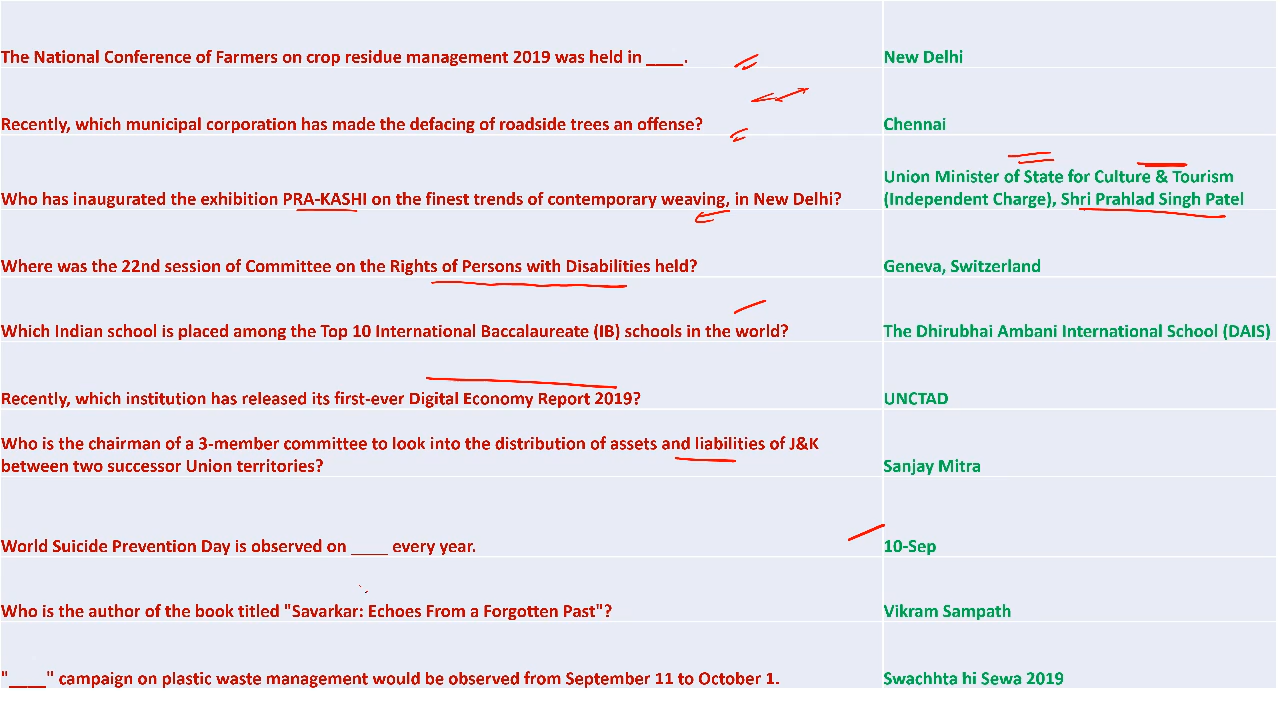 The National Conference of Farmers on crop residue management 2019 was held in ____.
New Delhi
Recently, which municipal corporation has made the defacing of roadside trees an offense?
Chennai
Who has inaugurated the exhibition PRA-KASHI on the finest trends of contemporary weaving, in New Delhi?
Union Minister of State for Culture & Tourism
(Independent Charge), Shri Prahlad Singh Patel
Where was the 22nd session of Committee on the Rights of Persons with Disabilities held?
Geneva, Switzerland
Which Indian school is placed among the Top 10 International Baccalaureate (IB) schools in the world?
The Dhirubhai Ambani International School (DAIS)
Recently, which institution has released its first-ever Digital Economy Report 2019?
UNCTAD
Who is the chairman of a 3-member committee to look into the distribution of assets and liabilities of J&K
between two successor Union territories?
Sanjay Mitra
World Suicide Prevention Day is observed on ____ every year.
10-Sep
Who is the author of the book titled "Savarkar: Echoes From a Forgotten Past"?
Vikram Sampath
"____" campaign on plastic waste management would be observed from September 11 to October 1.
Swachhta hi Sewa 2019